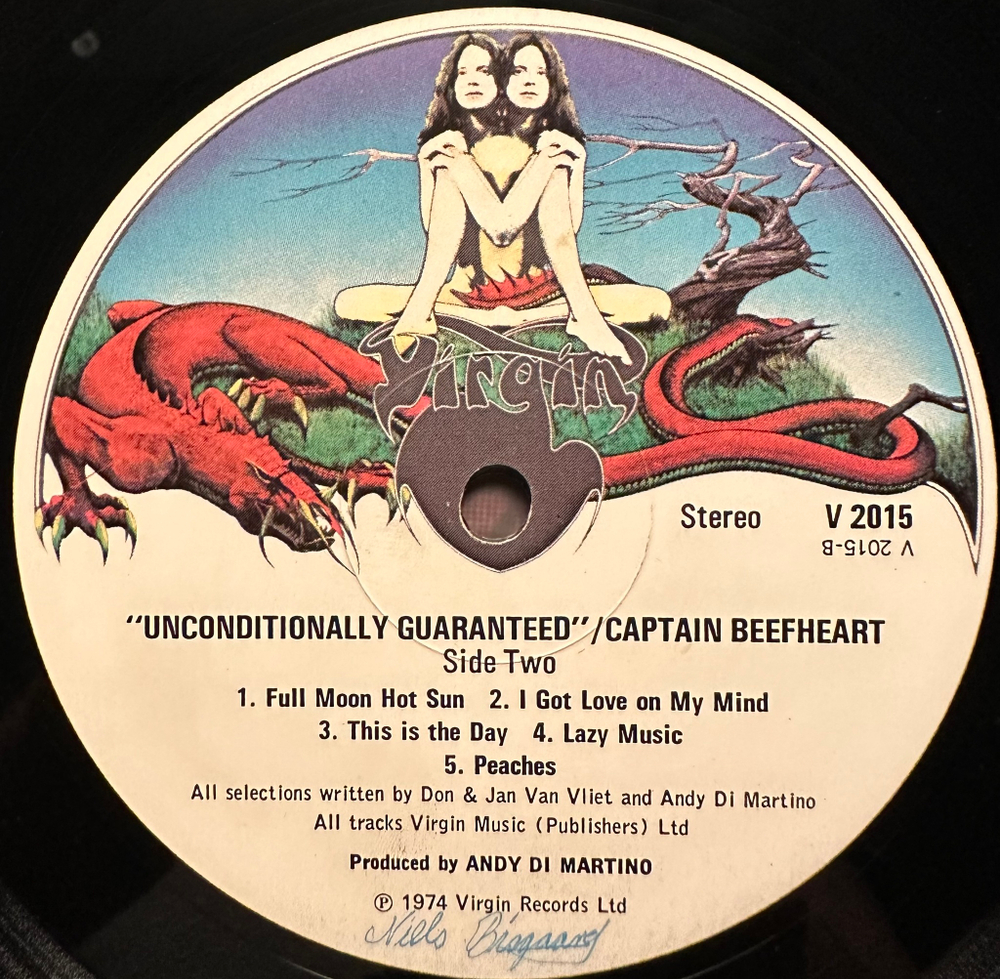 Virgin
Stereo V 2015
V 2015-B
"UNCONDITIONALLY GUARANTEED"/CAPTAIN BEEFHEART
Side Two
1. Full Moon Hot Sun 2. I Got Love on My Mind
3. This is the Day 4. Lazy Music
5. Peaches
All selections written by Don & Jan Van Vliet and Andy Di Martino
All tracks Virgin Music (Publishers) Ltd
Produced by ANDY DI MARTINO
℗ 1974 Virgin Records Ltd
Niels Bisgaard